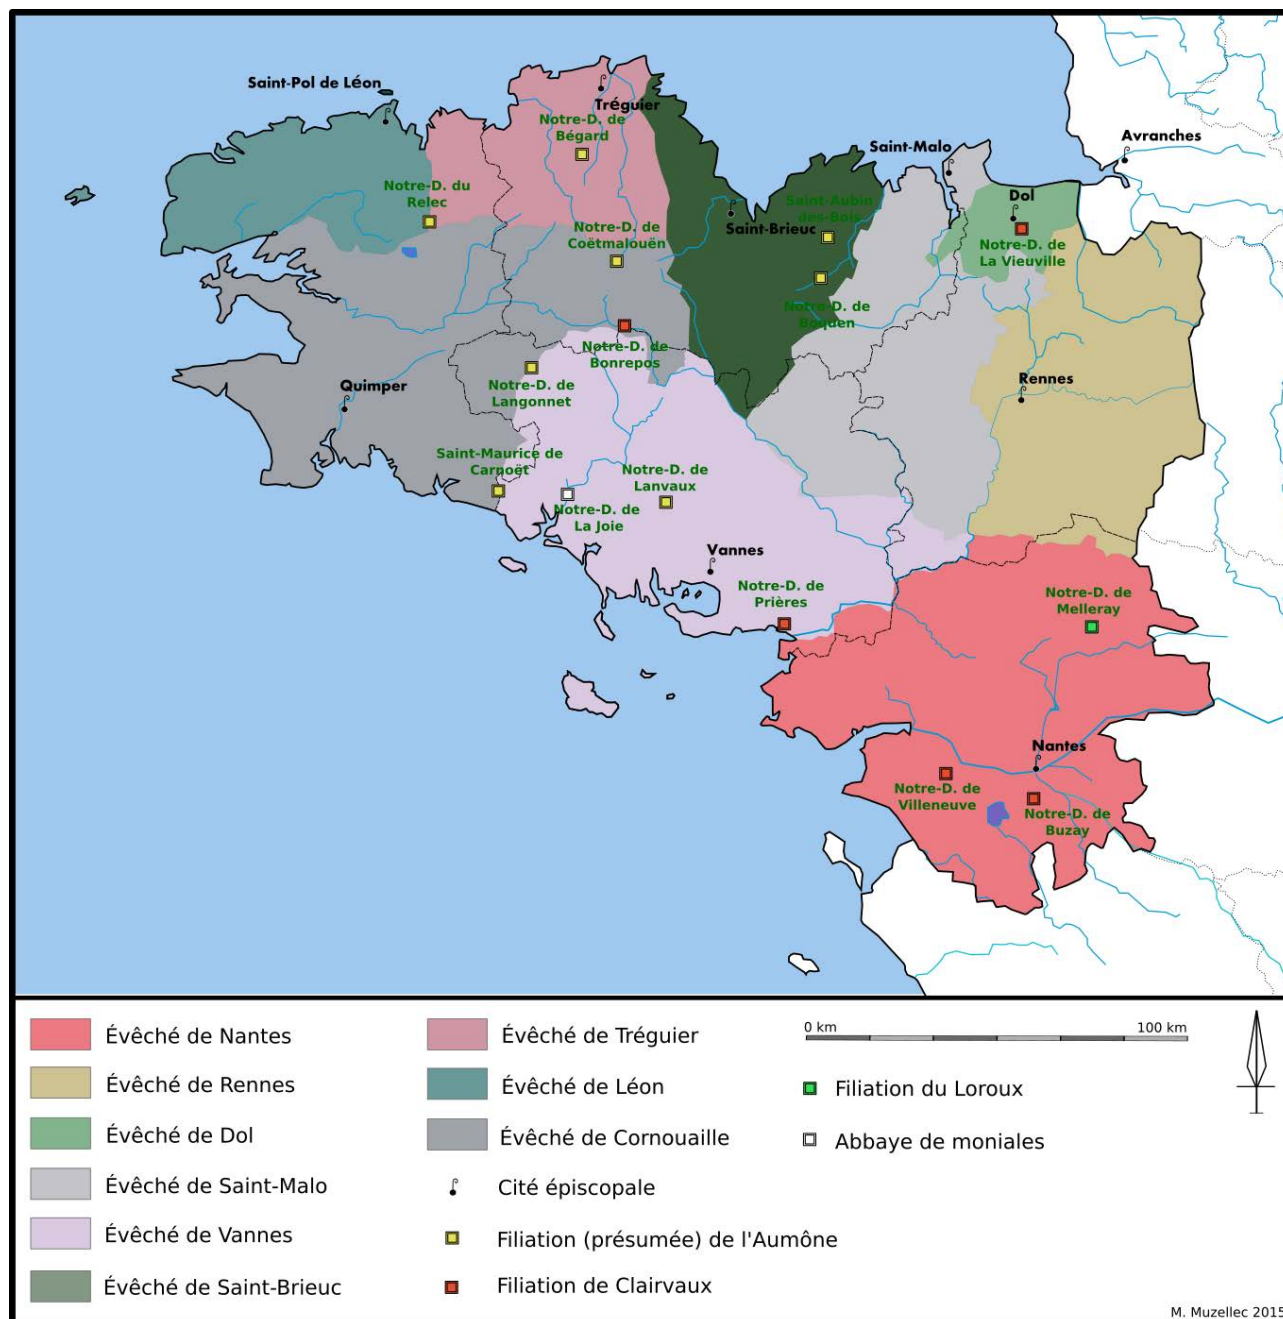 Saint-Pol de Léon
Tréguier
Notre-D. de
Bégard
Avranches
Saint-Malo
Notre-D. du
Relec
Dol
Saint-Aubin
des-Bois
Saint-Brieuc
Notre-D. de
Coëtmalouën
Notre-D. de
La Vieuville
Notre-D. de
Boquen
Notre-D. de
Bonrepos
Quimper
Notre-D. de
Langonnet
Rennes
Saint-Maurice de
Carnoët
Notre-D. de
Lanvaux
Notre-D. de
La Joie
Vannes
Notre-D. de
Prières
Notre-D. de
Melleray
Nantes
Notre-D. de
Villeneuve
Notre-D. de
Buzay
Évêché de Nantes
Évêché de Rennes
Évêché de Dol
Évêché de Saint-Malo
Évêché de Vannes
Évêché de Saint-Brieuc
Évêché de Tréguier
Évêché de Léon
Évêché de Cornouaille
Cité épiscopale
Filiation (présumée) de l'Aumône
Filiation de Clairvaux
0 km 100 km
Filiation du Loroux
Abbaye de moniales
M. Muzellec 2015